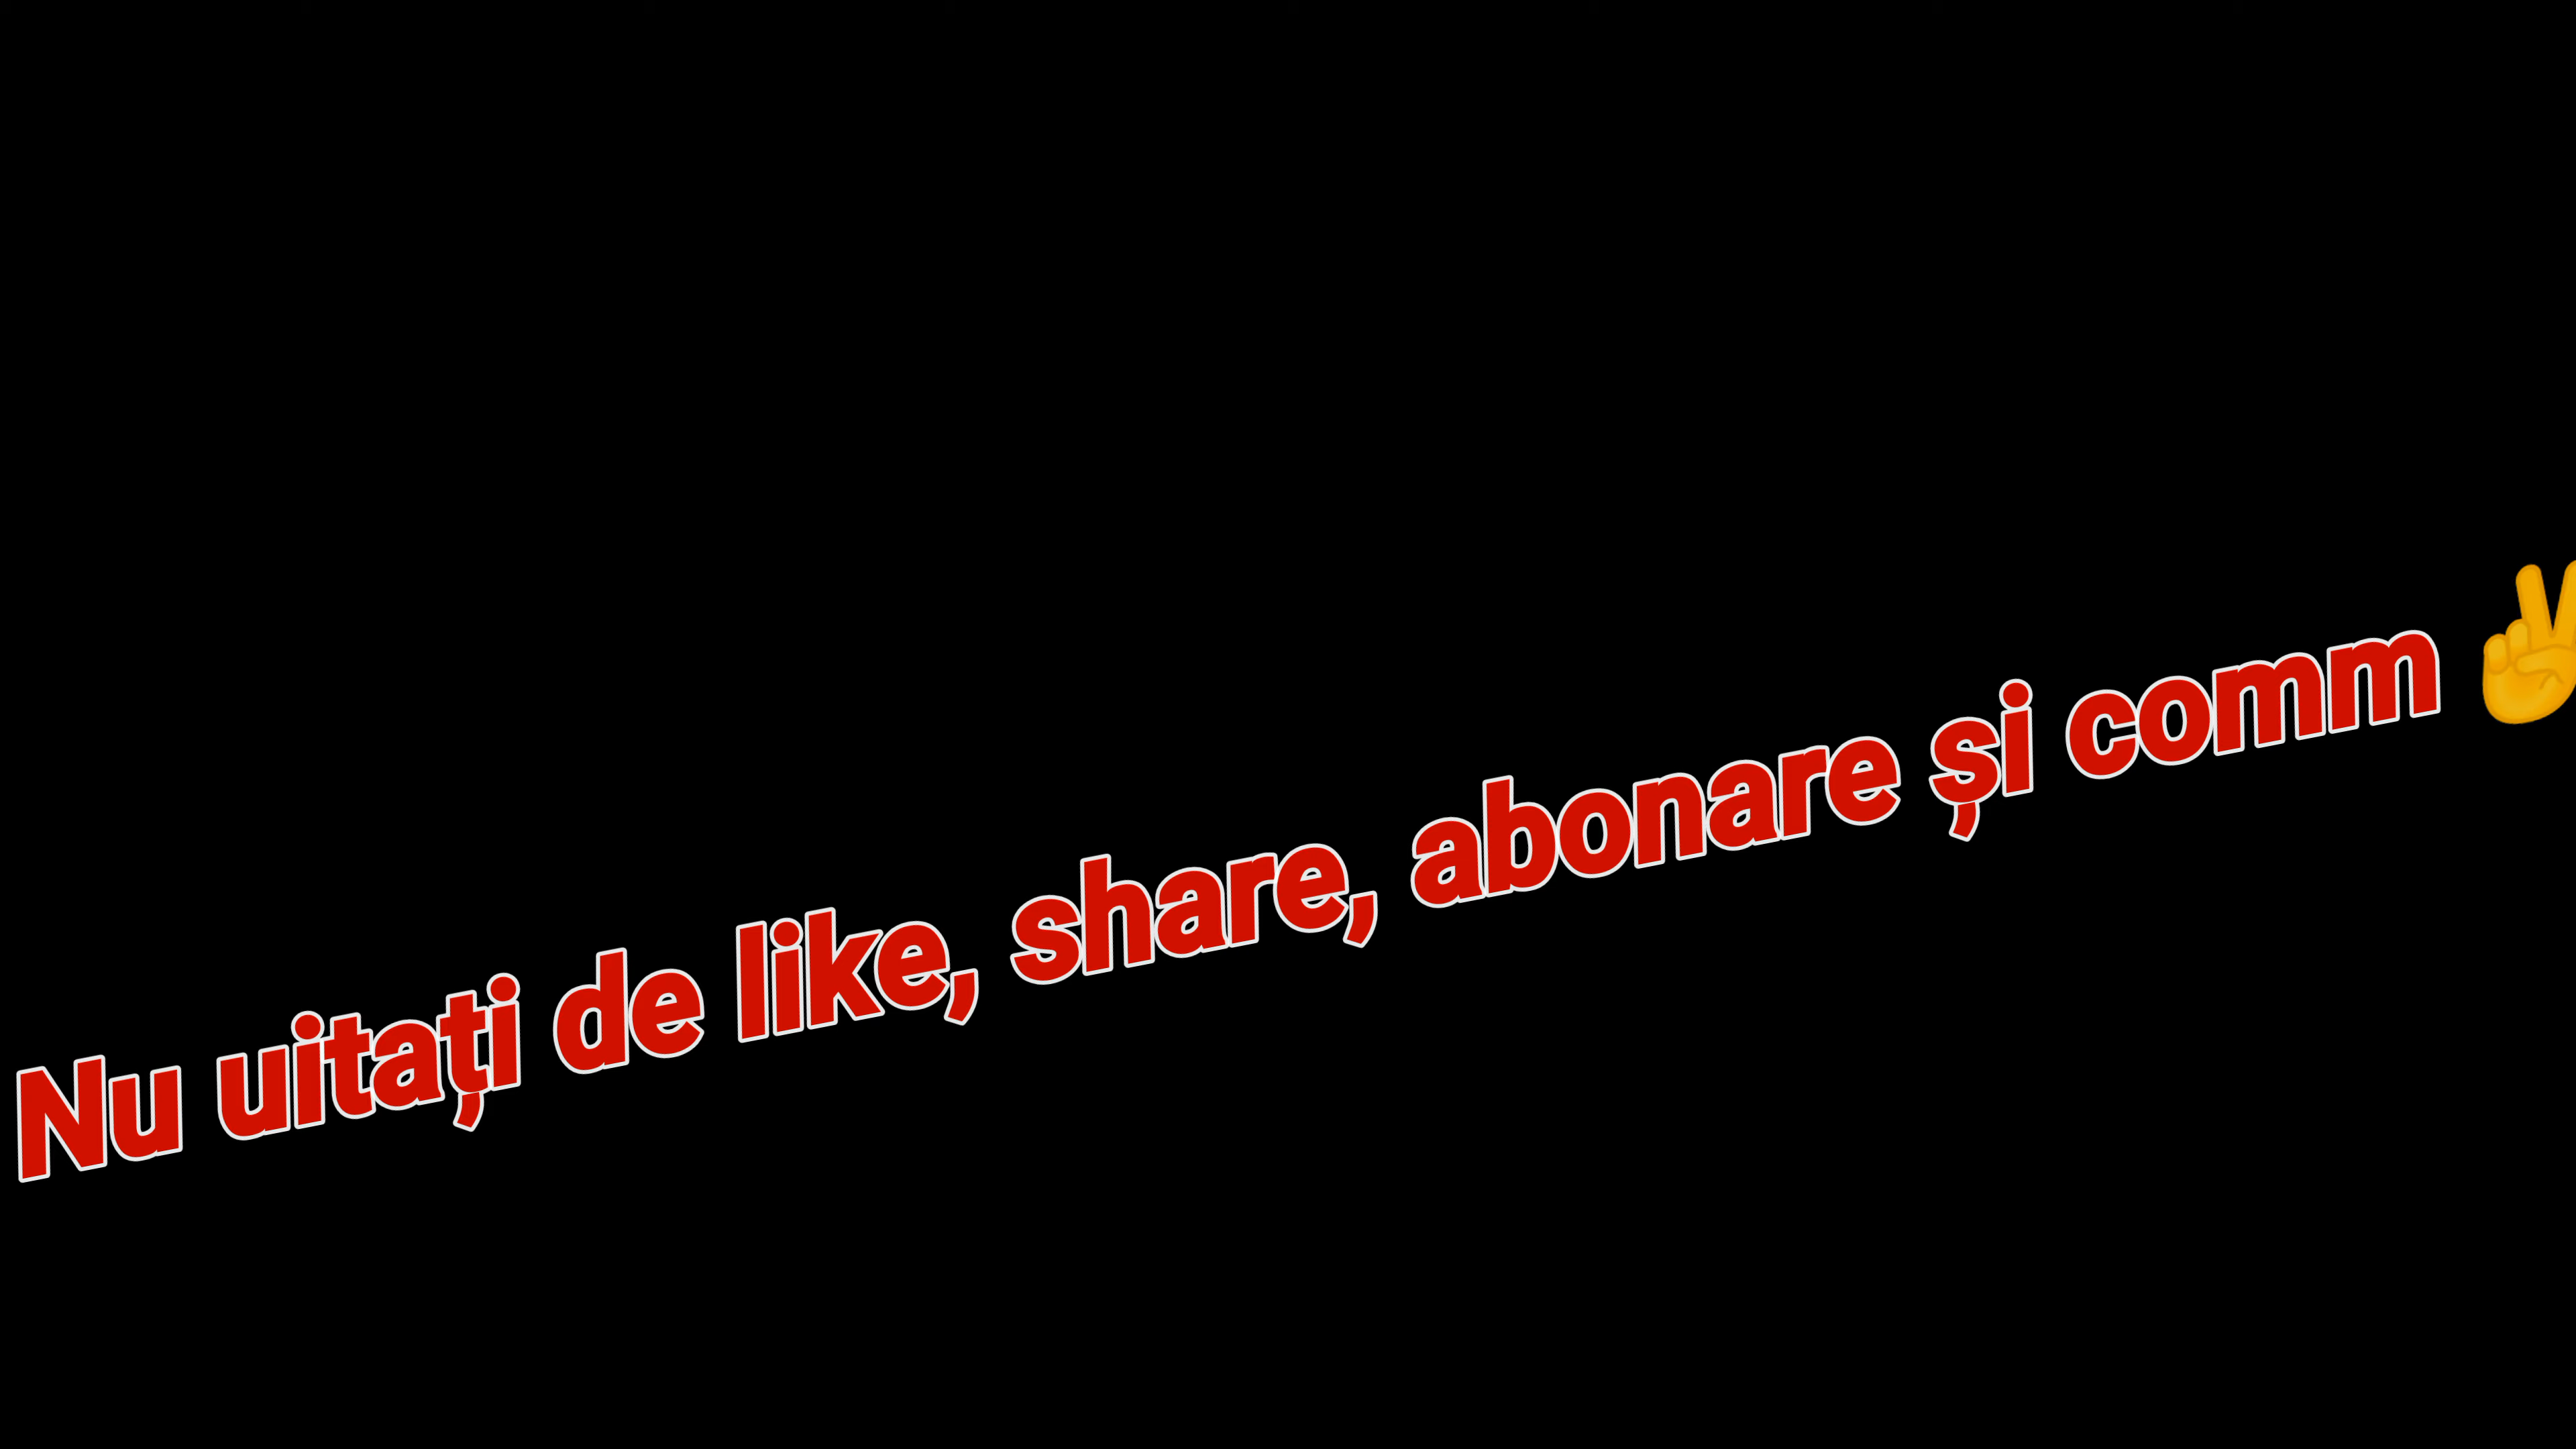 Nu uitați de like, share, abonare și comm ✌